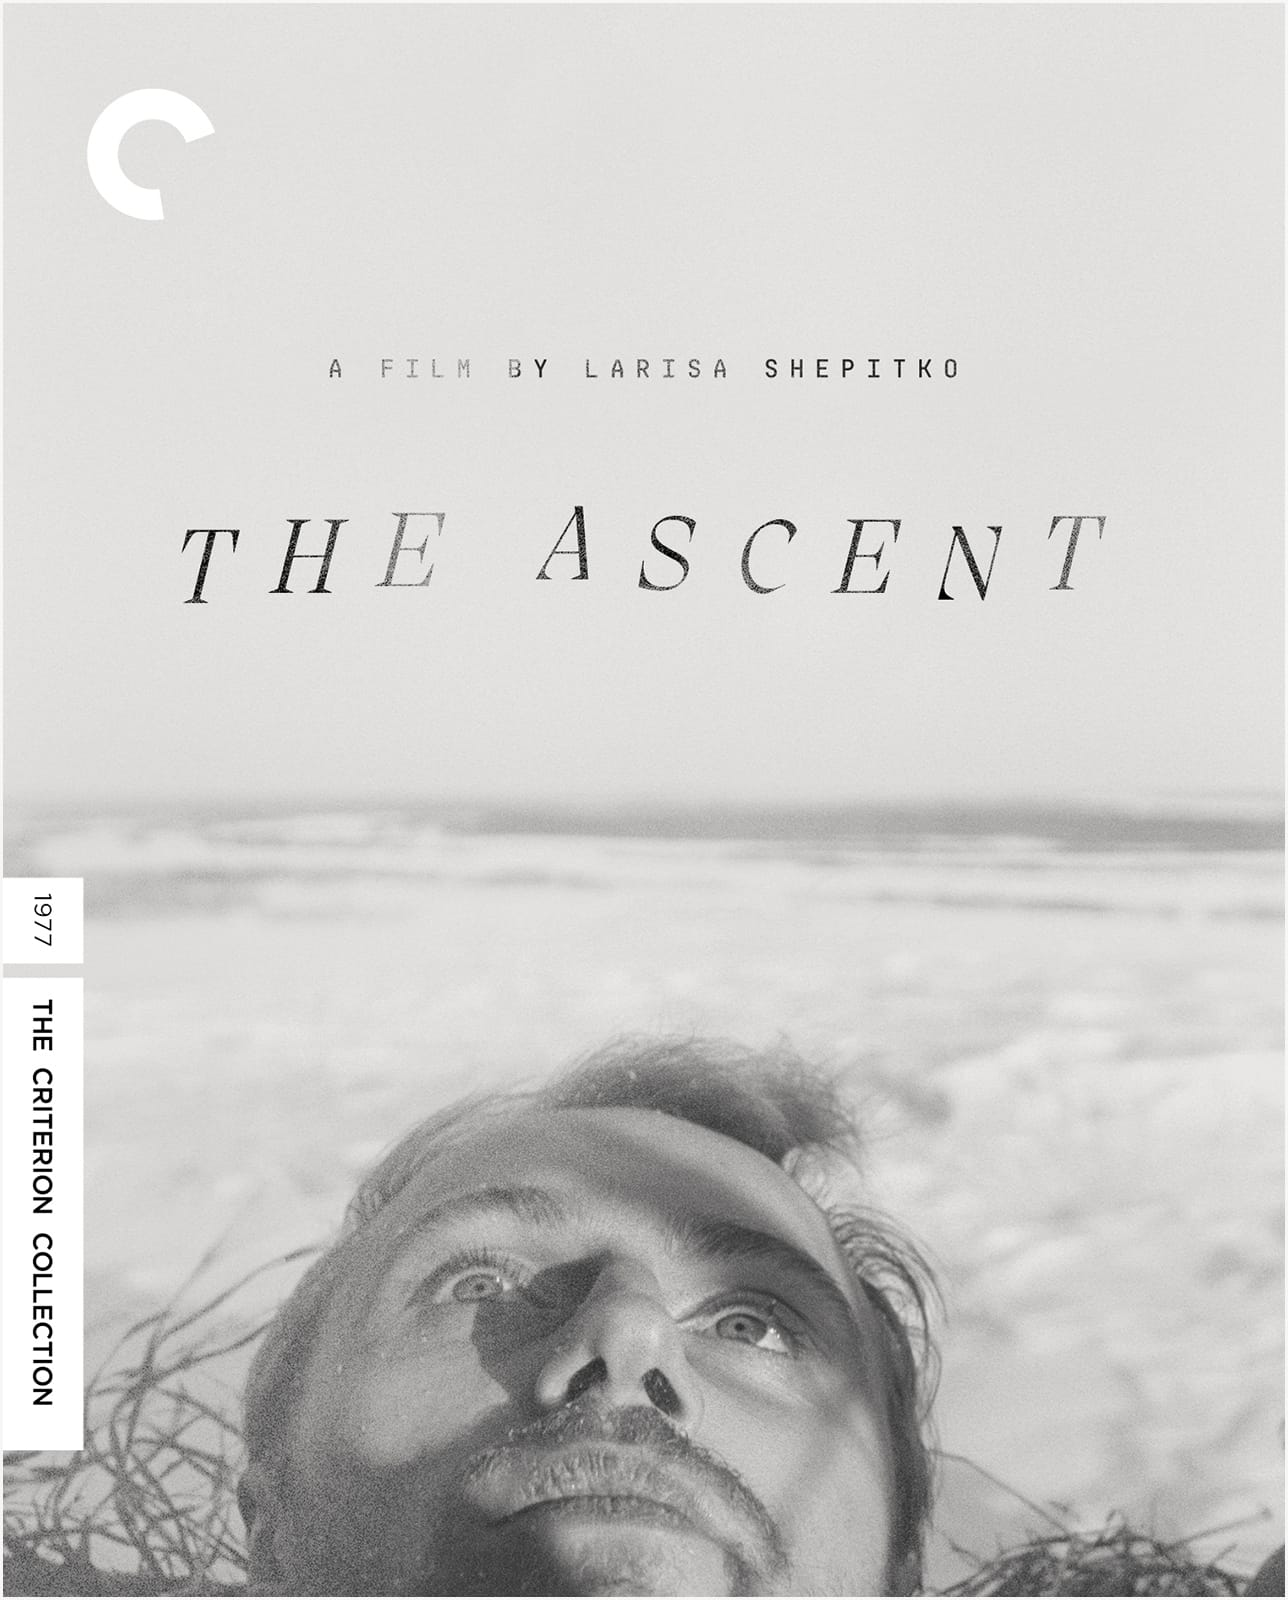 A FILM BY LARISA SHEPITKO
THE ASCENT
1977
THE CRITERION COLLECTION